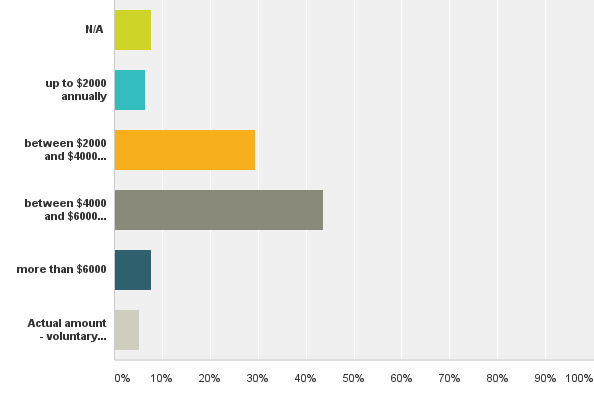 N/A
up to $2000
annually
between $2000
and $4000...
between $4000
and $6000...
more than $6000
Actual amount
- voluntary...
0% 10% 20% 30% 40% 50% 60% 70% 80% 90% 100%